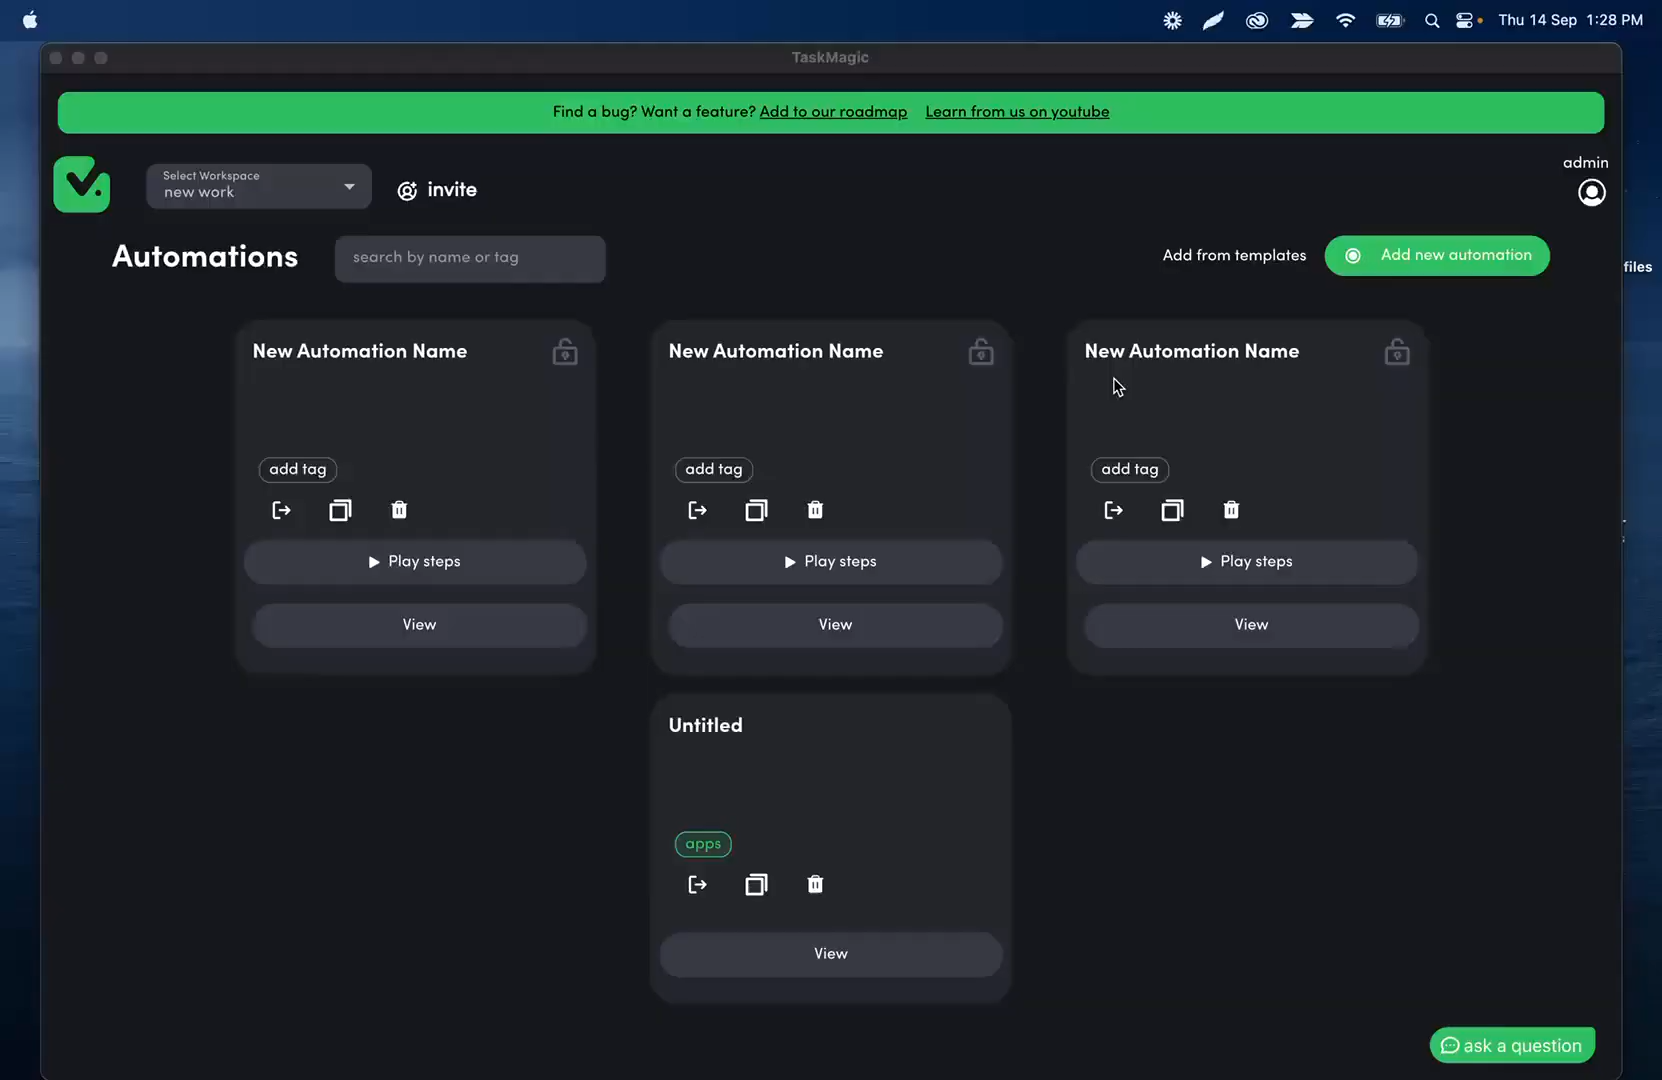 Thu 14 Sep 1:28 PM
TaskMagic
Find a bug? Want a feature? Add to our roadmap Learn from us on youtube
admin
Select Workspace
new work
invite
Automations
search by name or tag
Add from templates
Add new automation
files
New Automation Name
add tag
Play steps
View
New Automation Name
add tag
Play steps
View
New Automation Name
add tag
Play steps
View
Untitled
apps
View
ask a question